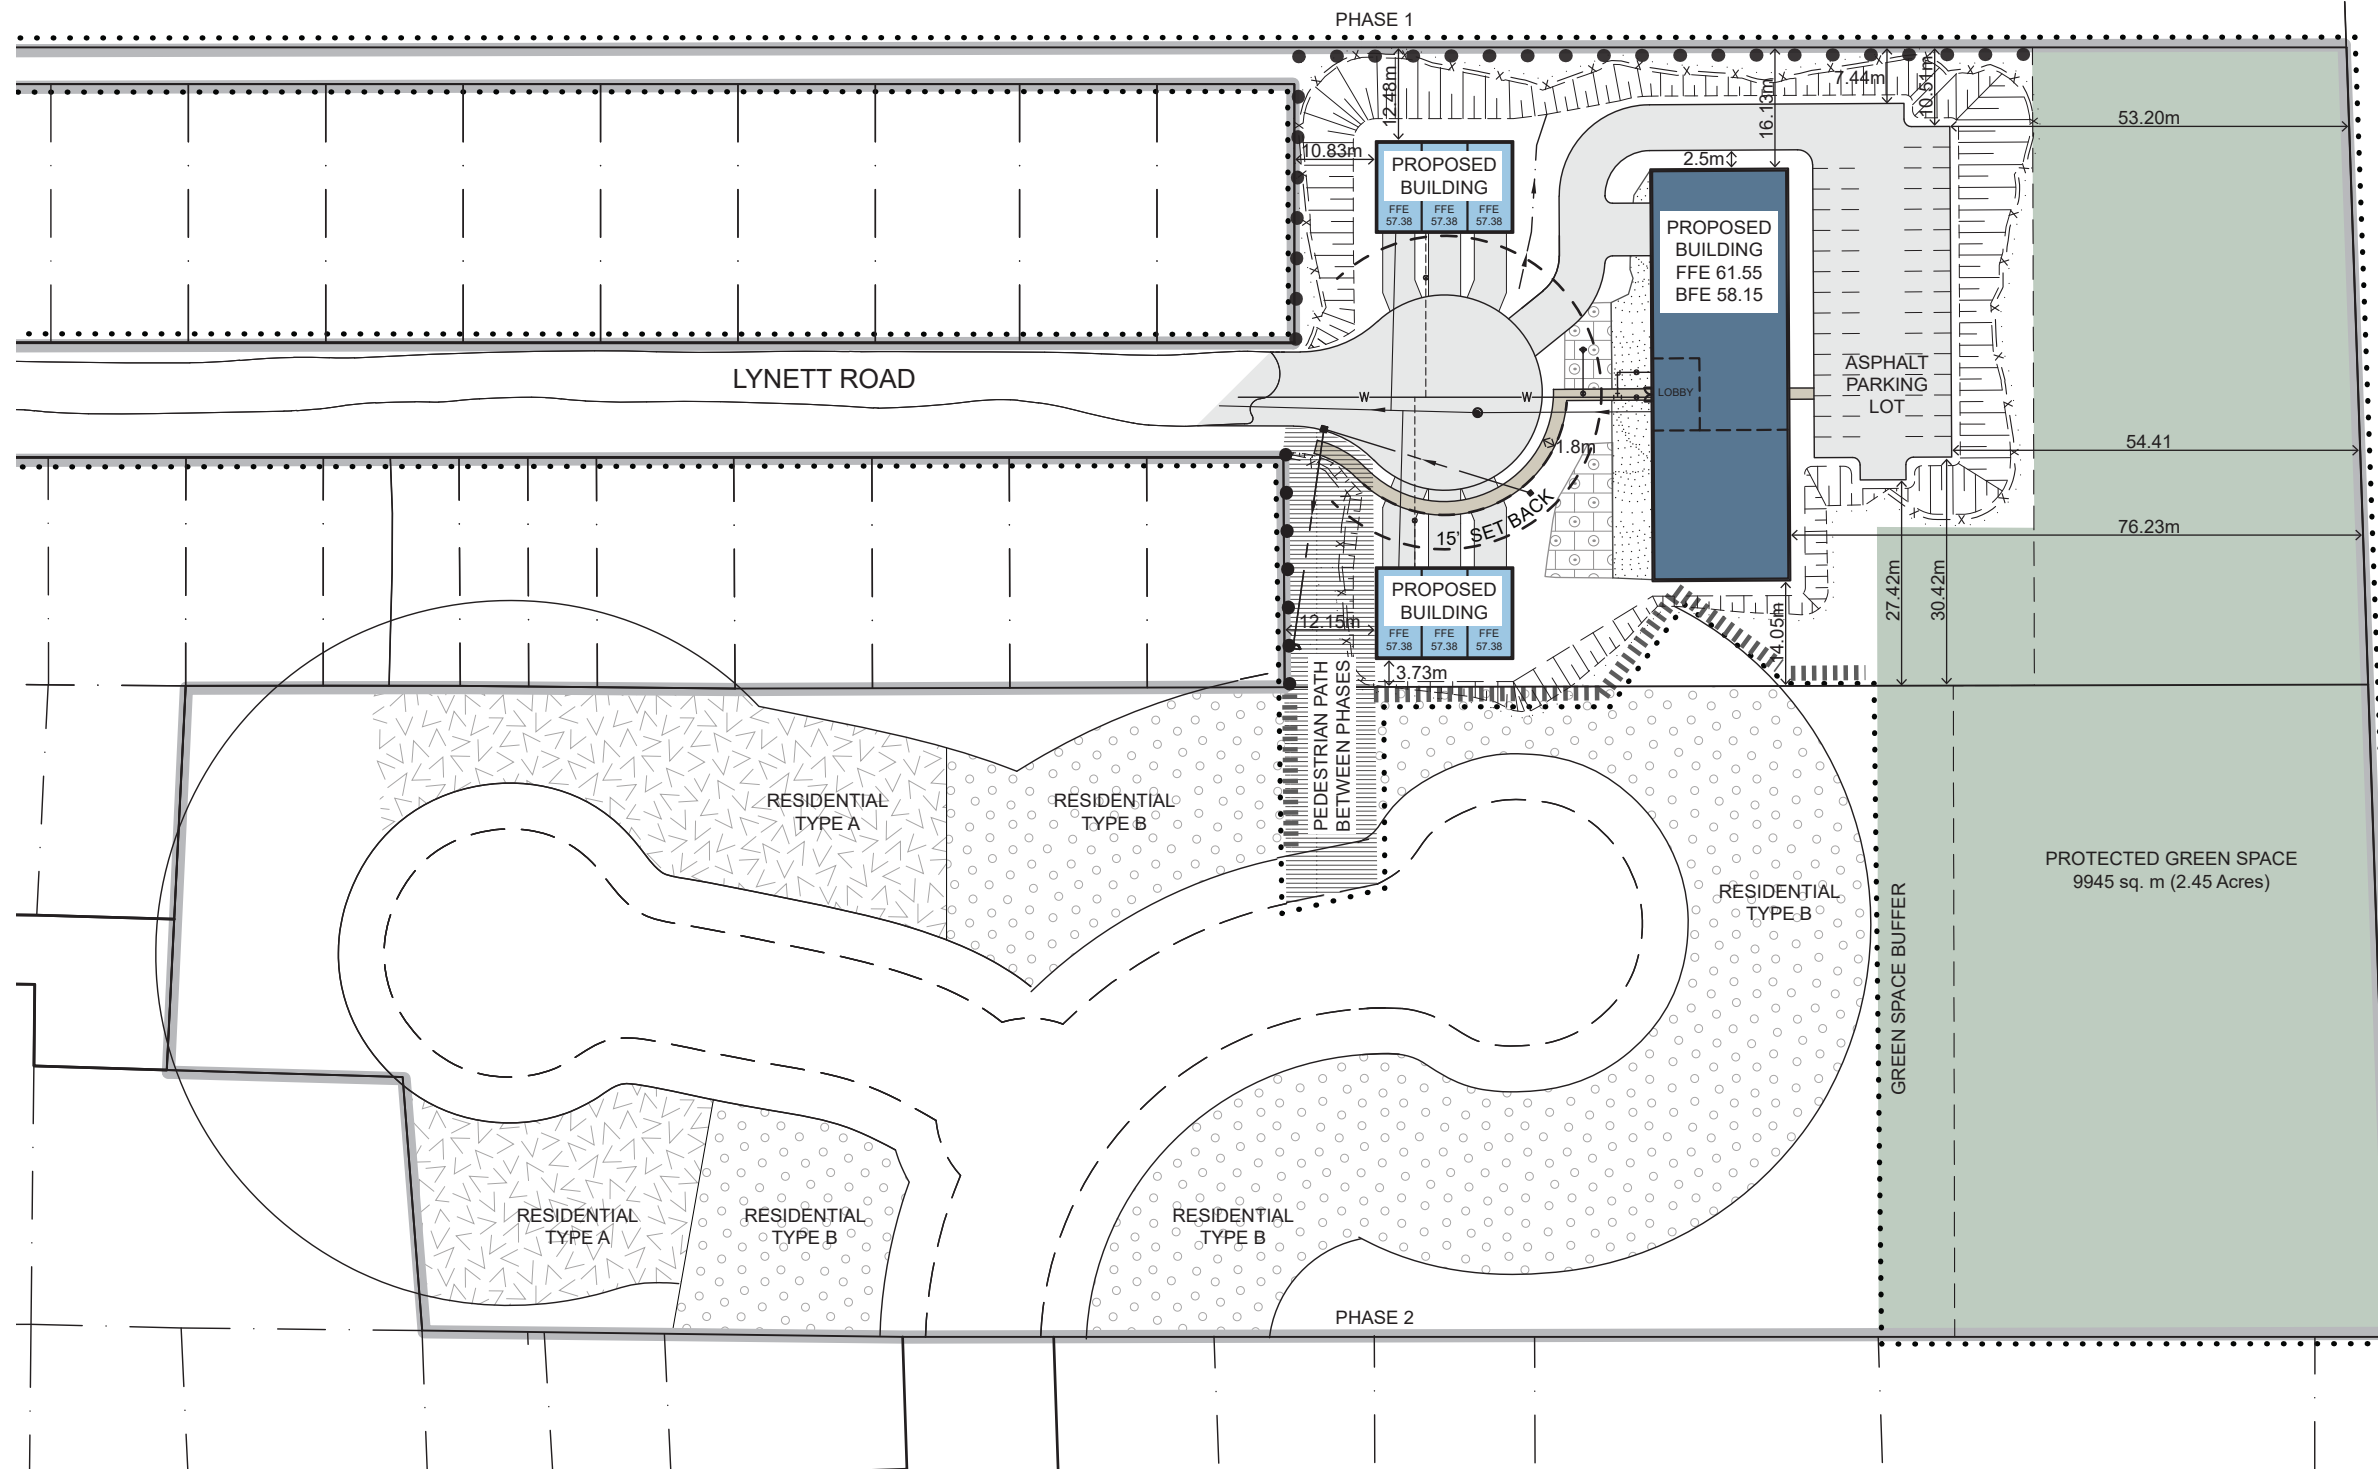 PHASE 1
12.48m
16.13m
7.44m
10.51m
53.20m
10.83m
2.5m
PROPOSED
BUILDING
FFE
57.38
FFE
57.38
FFE
57.38
PROPOSED
BUILDING
FFE 61.55
BFE 58.15
LYNETT ROAD
W
W
LOBBY
ASPHALT
PARKING
LOT
1.8m
54.41
15' SET BACK
76.23m
27.42m
30.42m
14.05m
PROPOSED
BUILDING
FFE
57.38
FFE
57.38
FFE
57.38
12.15m
3.73m
PEDESTRIAN PATH
BETWEEN PHASES
RESIDENTIAL
TYPE A
RESIDENTIAL
TYPE B
RESIDENTIAL
TYPE B
GREEN SPACE BUFFER
PROTECTED GREEN SPACE
9945 sq. m (2.45 Acres)
RESIDENTIAL
TYPE A
RESIDENTIAL
TYPE B
RESIDENTIAL
TYPE B
PHASE 2